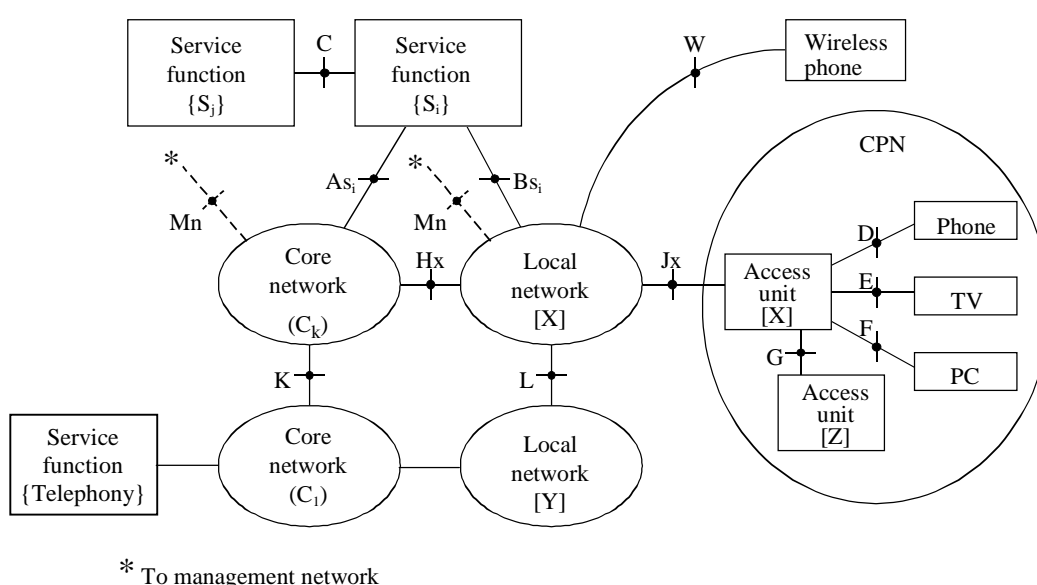 C
W
Service
function
{Sⱼ}
Service
function
{Sᵢ}
Wireless
phone
CPN
*
*
Asᵢ
Bsᵢ
Mn
Mn
Core
network
(Cₖ)
Hx
Local
network
[X]
Jx
Access
unit
[X]
D
Phone
E
TV
F
PC
G
Access
unit
[Z]
K
L
Service
function
{Telephony}
Core
network
(C₁)
Local
network
[Y]
* To management network